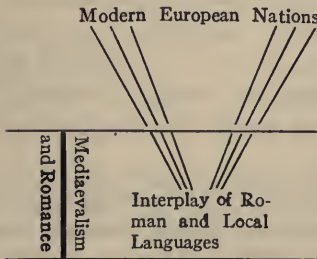 Modern European Nations
Mediaevalism
and Romance
Interplay of Ro-
man and Local
Languages